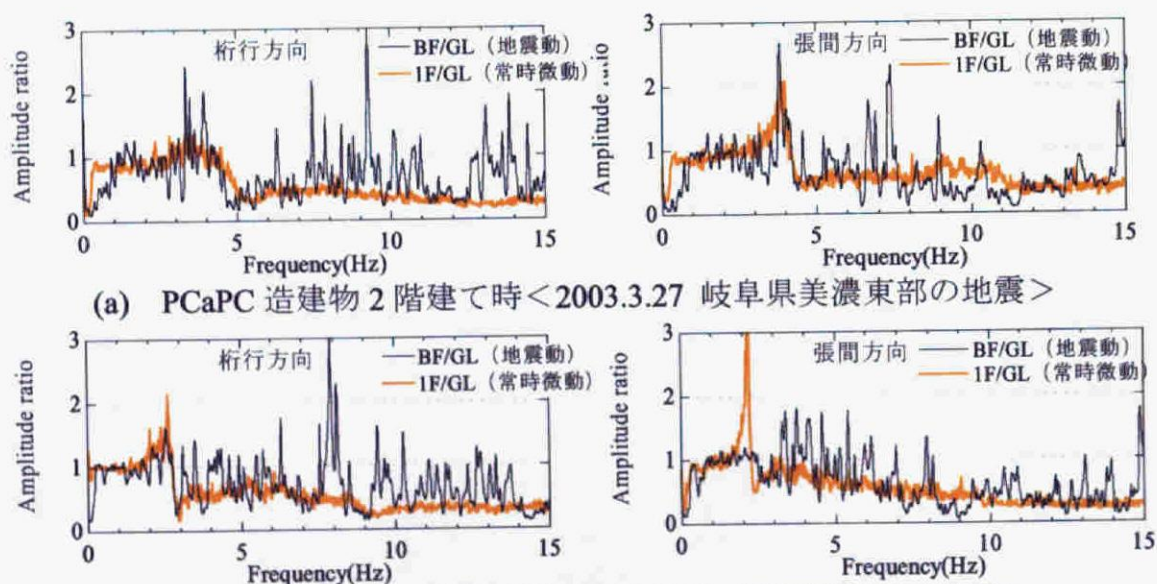 3
2
1
0
Amplitude ratio
桁行方向
BF/GL（地震動）
1F/GL（常時微動）
0
5
10
15
Frequency(Hz)
3
2
1
0
Amplitude ratio
張間方向
BF/GL（地震動）
1F/GL（常時微動）
0
5
10
15
Frequency(Hz)
(a) PCaPC 造建物 2 階建て時＜2003.3.27 岐阜県美濃東部の地震＞
3
2
1
0
Amplitude ratio
桁行方向
BF/GL（地震動）
1F/GL（常時微動）
0
5
10
15
Frequency(Hz)
3
2
1
0
Amplitude ratio
張間方向
BF/GL（地震動）
1F/GL（常時微動）
0
5
10
15
Frequency(Hz)